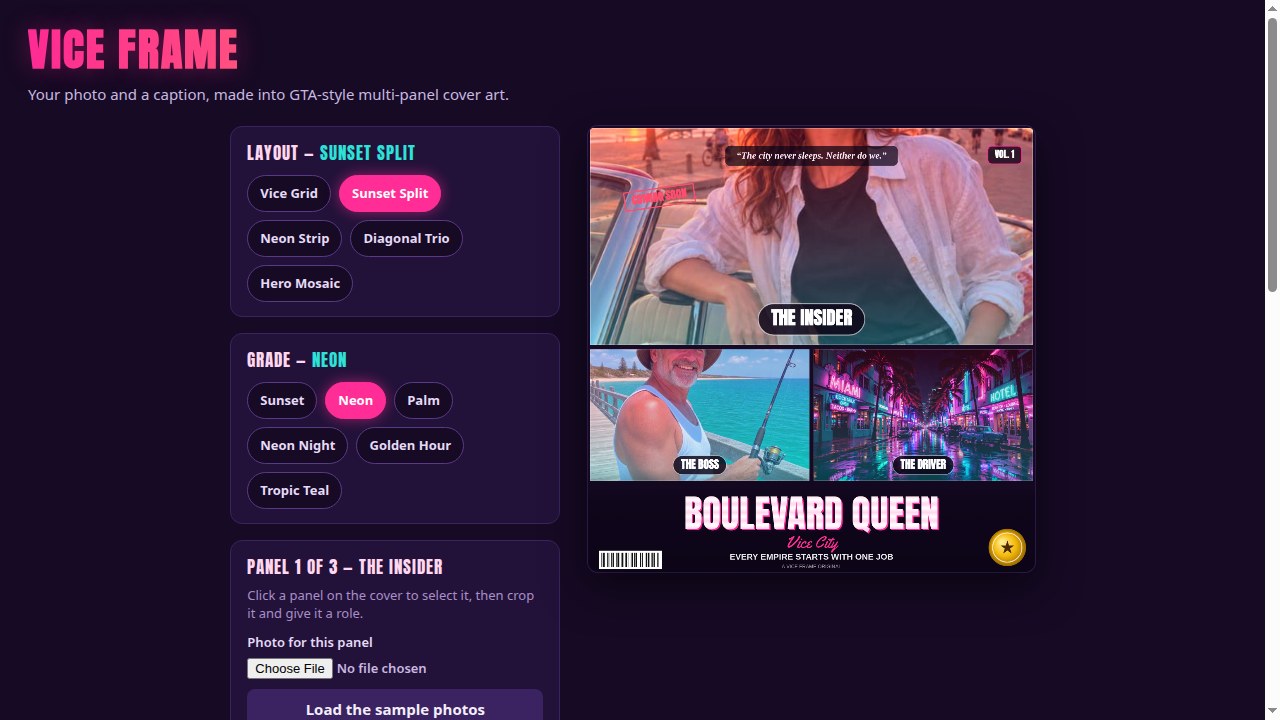 VICE FRAME
Your photo and a caption, made into GTA-style multi-panel cover art.
LAYOUT – SUNSET SPLIT
Vice Grid
Sunset Split
Neon Strip
Diagonal Trio
Hero Mosaic
GRADE – NEON
Sunset
Neon
Palm
Neon Night
Golden Hour
Tropic Teal
PANEL 1 OF 3 – THE INSIDER
Click a panel on the cover to select it, then crop
it and give it a role.
Photo for this panel
Choose File
No file chosen
Load the sample photos
“The city never sleeps. Neither do we.”
VOL. 1
THE INSIDER
MIAMI
HOTEL
THE BOSS
THE DRIVER
BOULEVARD QUEEN
Vice City
EVERY EMPIRE STARTS WITH ONE JOB
A VICE FRAME ORIGINAL